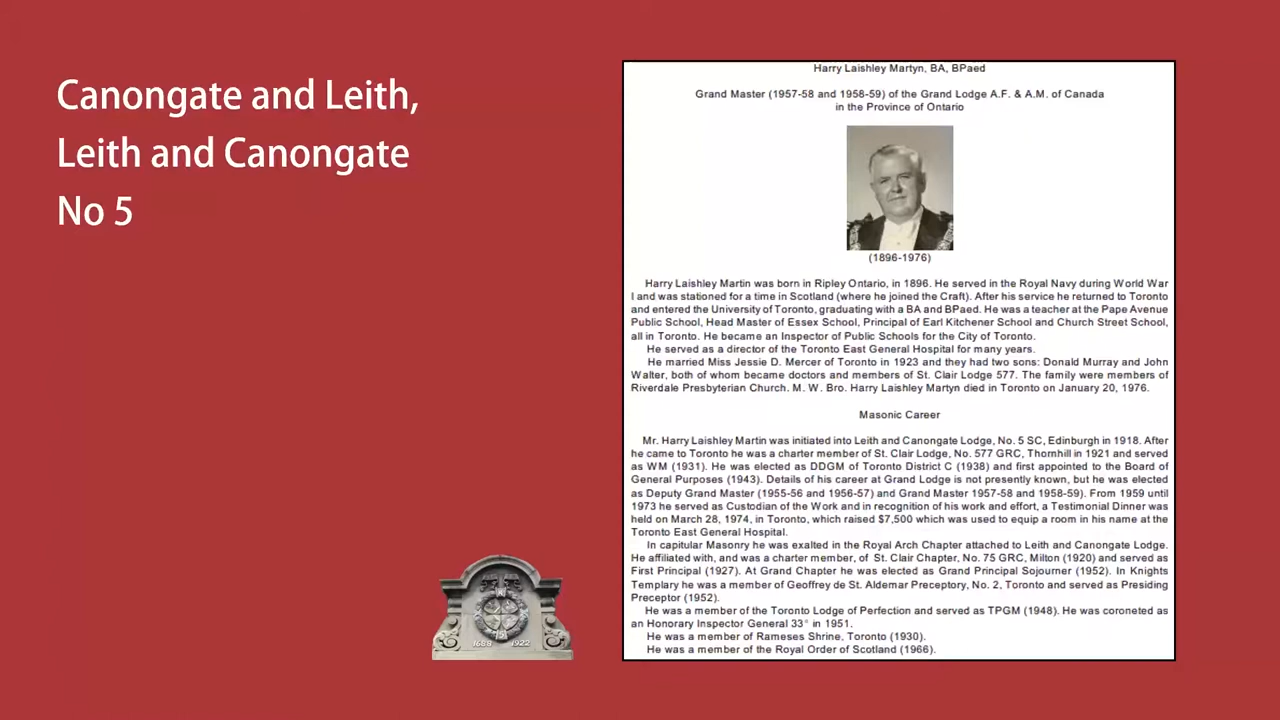 Canongate and Leith,
Leith and Canongate
No 5
Harry Laishley Martyn, BA, BPaed
Grand Master (1957-58 and 1958-59) of the Grand Lodge A.F. & A.M. of Canada
in the Province of Ontario
(1896-1976)
Harry Laishley Martin was born in Ripley Ontario, in 1896. He served in the Royal Navy during World War
I and was stationed for a time in Scotland (where he joined the Craft). After his service he returned to Toronto
and entered the University of Toronto, graduating with a BA and BPaed. He was a teacher at the Pape Avenue
Public School, Head Master of Essex School, Principal of Earl Kitchener School and Church Street School,
all in Toronto. He became an Inspector of Public Schools for the City of Toronto.
He served as a director of the Toronto East General Hospital for many years.
He married Miss Jessie D. Mercer of Toronto in 1923 and they had two sons: Donald Murray and John
Walter, both of whom became doctors and members of St. Clair Lodge 577. The family were members of
Riverdale Presbyterian Church. M. W. Bro. Harry Laishley Martyn died in Toronto on January 20, 1976.
Masonic Career
Mr. Harry Laishley Martin was initiated into Leith and Canongate Lodge, No. 5 SC, Edinburgh in 1918. After
he came to Toronto he was a charter member of St. Clair Lodge, No. 577 GRC, Thornhill in 1921 and served
as WM (1931). He was elected as DDGM of Toronto District C (1938) and first appointed to the Board of
General Purposes (1943). Details of his career at Grand Lodge is not presently known, but he was elected
as Deputy Grand Master (1955-56 and 1956-57) and Grand Master 1957-58 and 1958-59). From 1959 until
1973 he served as Custodian of the Work and in recognition of his work and effort, a Testimonial Dinner was
held on March 28, 1974, in Toronto, which raised $7,500 which was used to equip a room in his name at the
Toronto East General Hospital.
In capitular Masonry he was exalted in the Royal Arch Chapter attached to Leith and Canongate Lodge.
He affiliated with, and was a charter member, of St. Clair Chapter, No. 75 GRC, Milton (1920) and served as
First Principal (1927). At Grand Chapter he was elected as Grand Principal Sojourner (1952). In Knights
Templary he was a member of Geoffrey de St. Aldemar Preceptory, No. 2, Toronto and served as Presiding
Preceptor (1952).
He was a member of the Toronto Lodge of Perfection and served as TPGM (1948). He was coroneted as
an Honorary Inspector General 33° in 1951.
He was a member of Rameses Shrine, Toronto (1930).
He was a member of the Royal Order of Scotland (1966).
1688 1922